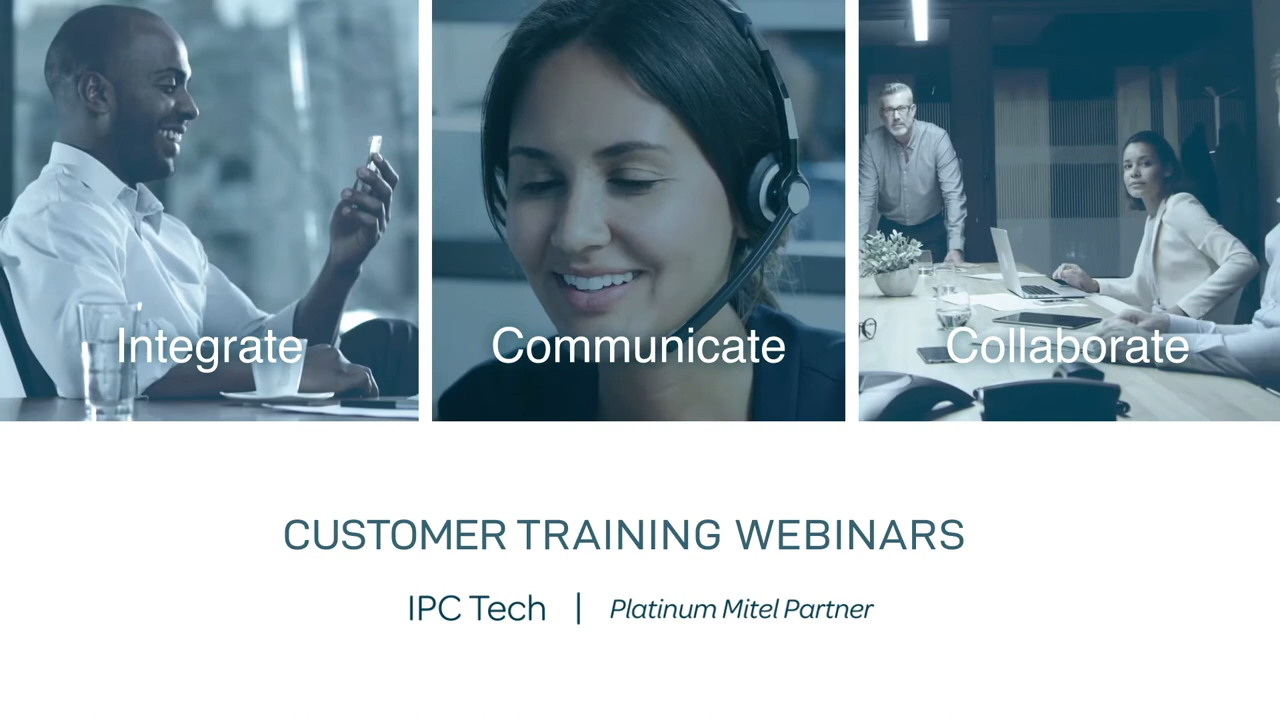 Integrate
Communicate
Collaborate
CUSTOMER TRAINING WEBINARS
IPC Tech | Platinum Mitel Partner